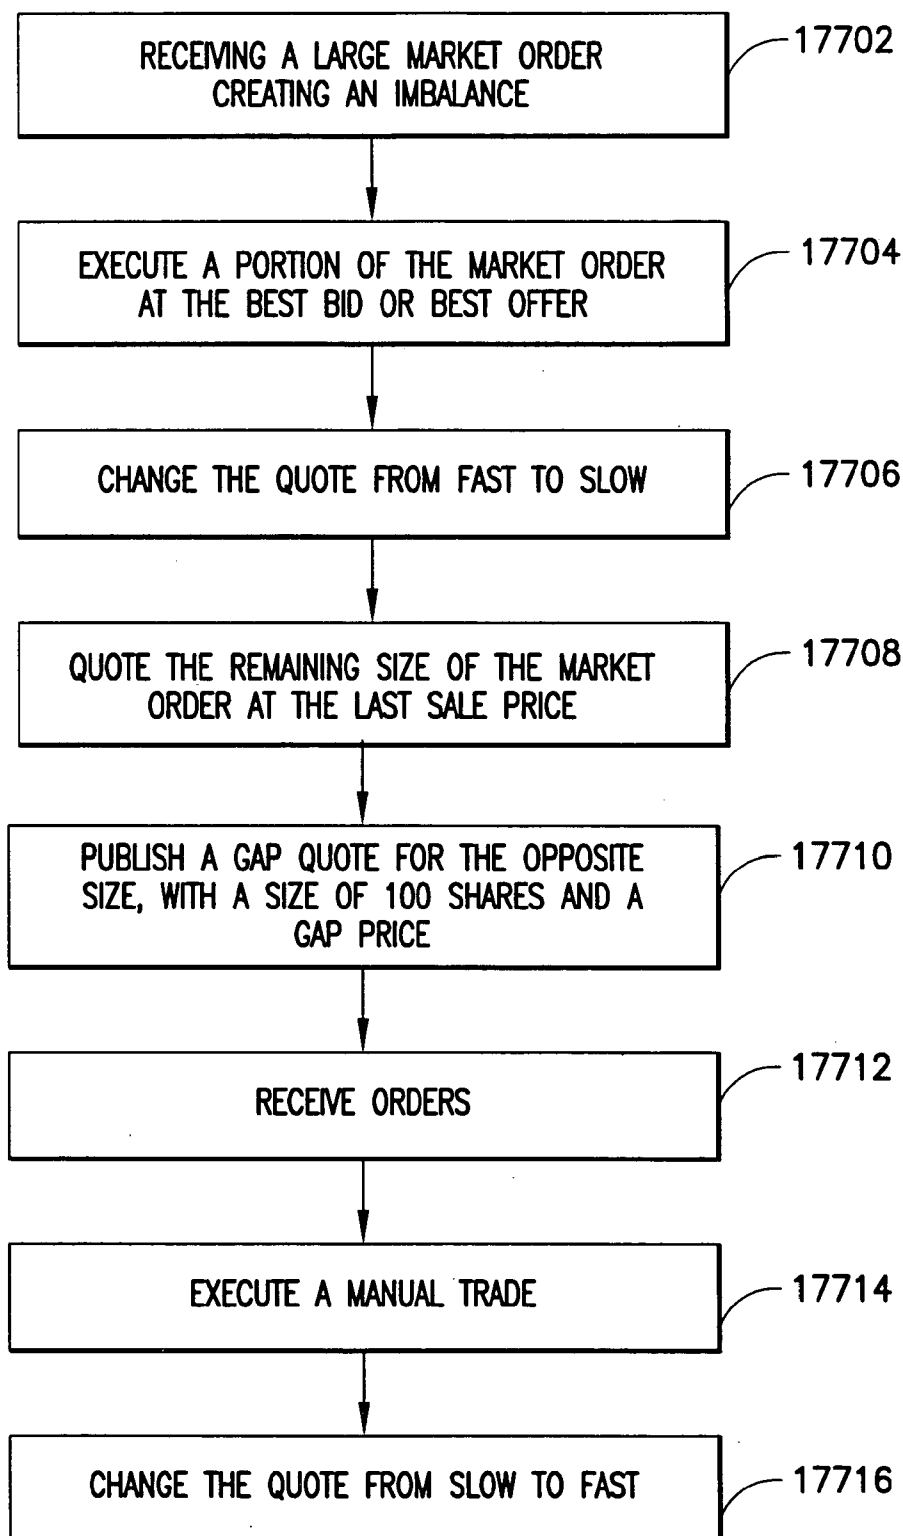 RECEIVING A LARGE MARKET ORDER
CREATING AN IMBALANCE
17702
EXECUTE A PORTION OF THE MARKET ORDER
AT THE BEST BID OR BEST OFFER
17704
CHANGE THE QUOTE FROM FAST TO SLOW
17706
QUOTE THE REMAINING SIZE OF THE MARKET
ORDER AT THE LAST SALE PRICE
17708
PUBLISH A GAP QUOTE FOR THE OPPOSITE
SIZE, WITH A SIZE OF 100 SHARES AND A
GAP PRICE
17710
RECEIVE ORDERS
17712
EXECUTE A MANUAL TRADE
17714
CHANGE THE QUOTE FROM SLOW TO FAST
17716